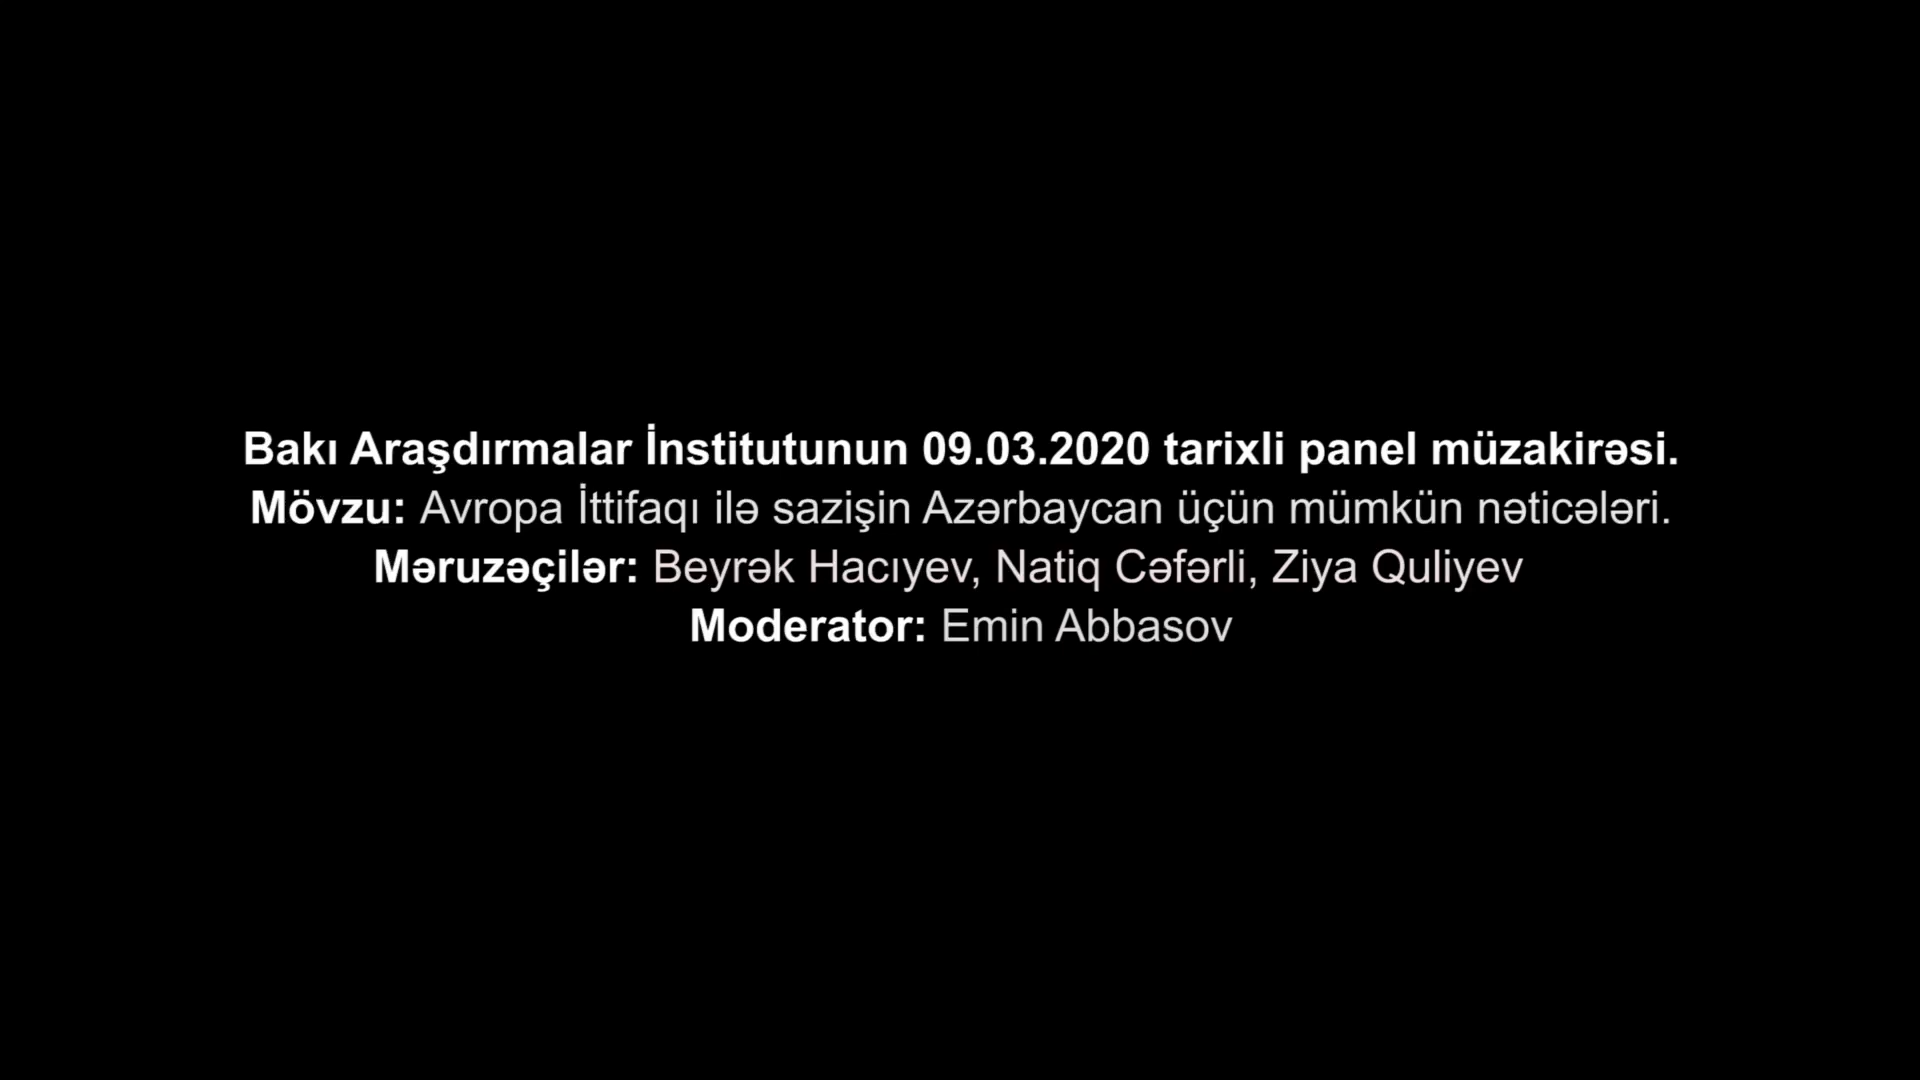 Bakı Araşdırmalar İnstitutunun 09.03.2020 tarixli panel müzakirəsi.
Mövzu: Avropa İttifaqı ilə sazişin Azərbaycan üçün mümkün nəticələri.
Məruzəçilər: Beyrək Hacıyev, Natiq Cəfərli, Ziya Quliyev
Moderator: Emin Abbasov